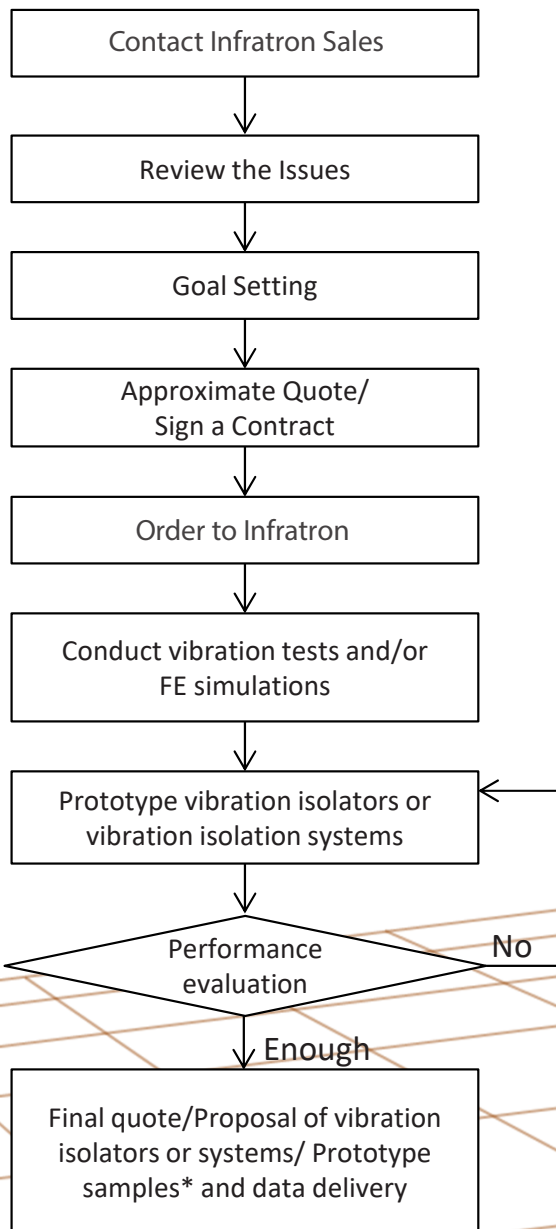 Contact Infratron Sales
Review the Issues
Goal Setting
Approximate Quote/
Sign a Contract
Order to Infratron
Conduct vibration tests and/or
FE simulations
Prototype vibration isolators or
vibration isolation systems
Performance
evaluation
No
Enough
Final quote/Proposal of vibration
isolators or systems/ Prototype
samples* and data delivery